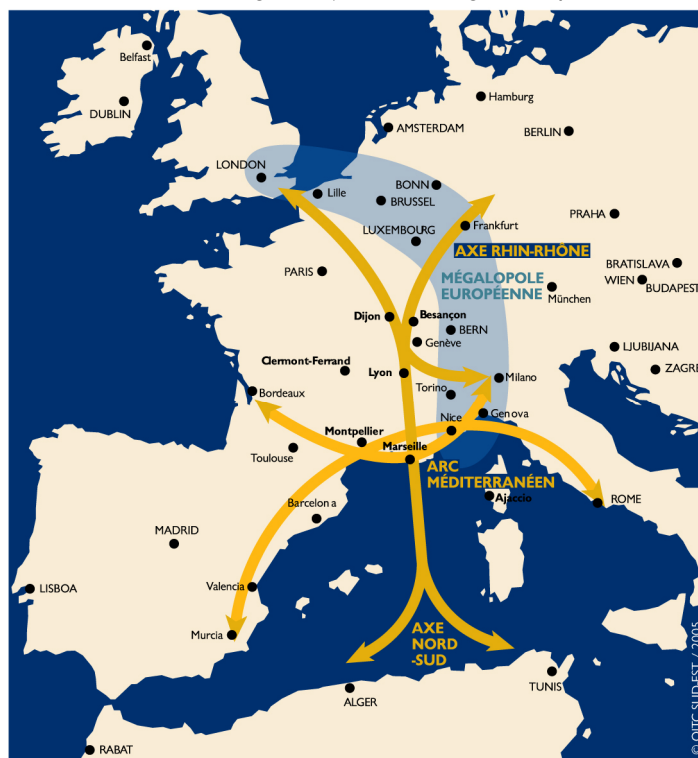 Belfast
Hamburg
DUBLIN
AMSTERDAM
BERLIN
LONDON
Lille
BONN
BRUSSEL
PRAHA
Frankfurt
LUXEMBOURG
AXE RHIN-RHÔNE
PARIS
MÉGALOPOLE
EUROPÉENNE
BRATISLAVA
WIEN
BUDAPEST
München
Dijon
Besançon
BERN
Genève
LJUBIJANA
Clermont-Ferrand
Lyon
ZAGRE
Milano
Torino
Bordeaux
Genova
Nice
Montpellier
Marseille
Toulouse
ARC
MÉDITERRANÉEN
Ajaccio
ROME
Barcelona
MADRID
LISBOA
Valencia
Murcia
AXE
NORD
-SUD
TUNIS
ALGER
RABAT
© OITC SUD-EST / 2005